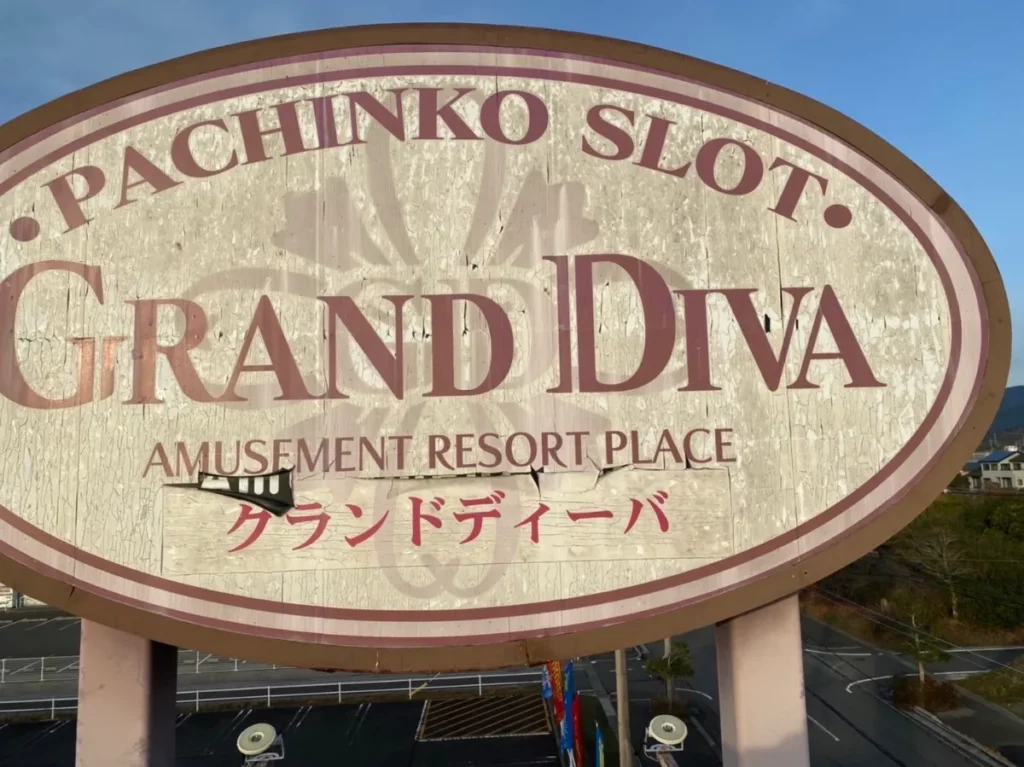 •PACHINKO SLOT•
GRAND DIVA
AMUSEMENT RESORT PLACE
グランドディーバ